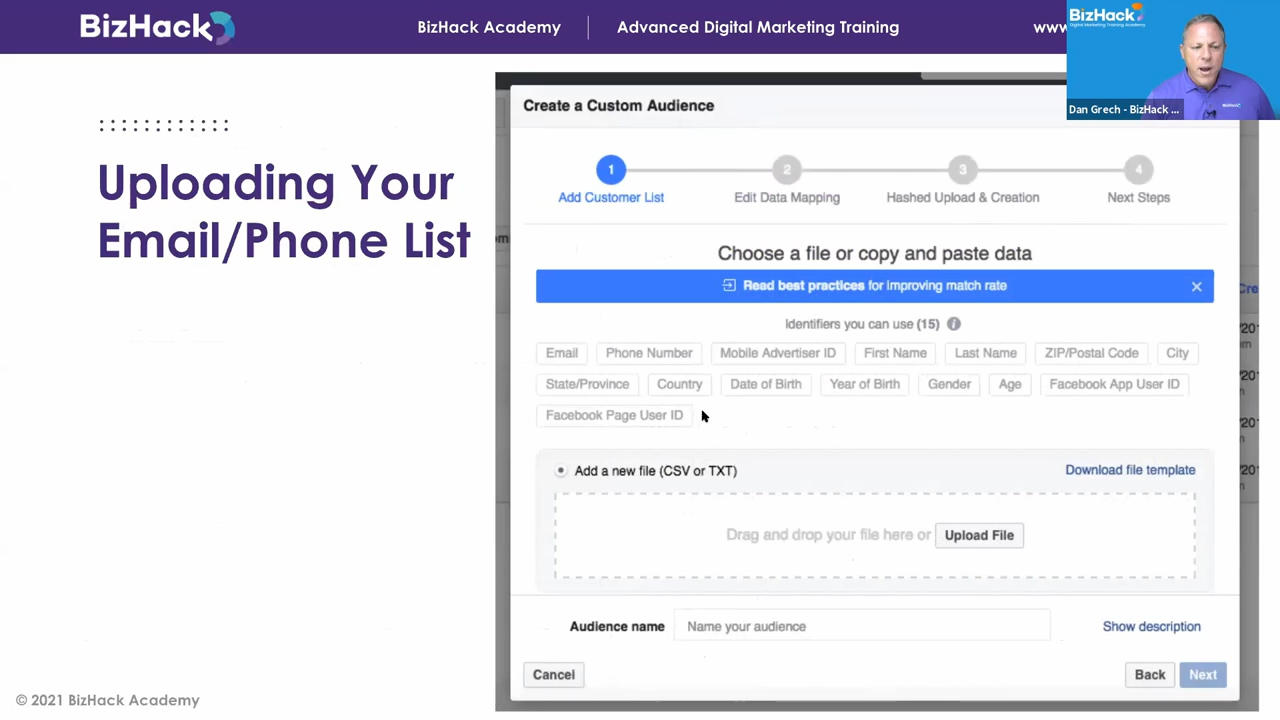 BizHack
BizHack Academy
Advanced Digital Marketing Training
www
BizHack
Digital Marketing Training Academy
Dan Grech - BizHack ...
Uploading Your
Email/Phone List
Create a Custom Audience
1
2
3
4
Add Customer List
Edit Data Mapping
Hashed Upload & Creation
Next Steps
Choose a file or copy and paste data
Read best practices for improving match rate
Identifiers you can use (15)
Email Phone Number Mobile Advertiser ID First Name Last Name ZIP/Postal Code City
State/Province Country Date of Birth Year of Birth Gender Age Facebook App User ID
Facebook Page User ID
Add a new file (CSV or TXT)
Download file template
Drag and drop your file here or Upload File
Audience name
Name your audience
Show description
Cancel
Back
Next
© 2021 BizHack Academy